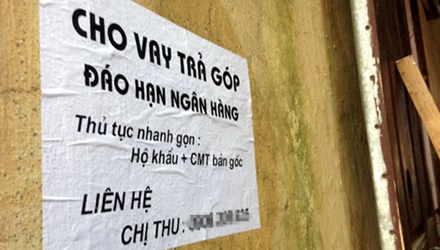 CHO VAY TRẢ GÓP
ĐÁO HẠN NGÂN HÀNG
Thủ tục nhanh gọn :
Hộ khẩu + CMT bản gốc
LIÊN HỆ
CHỊ THU :